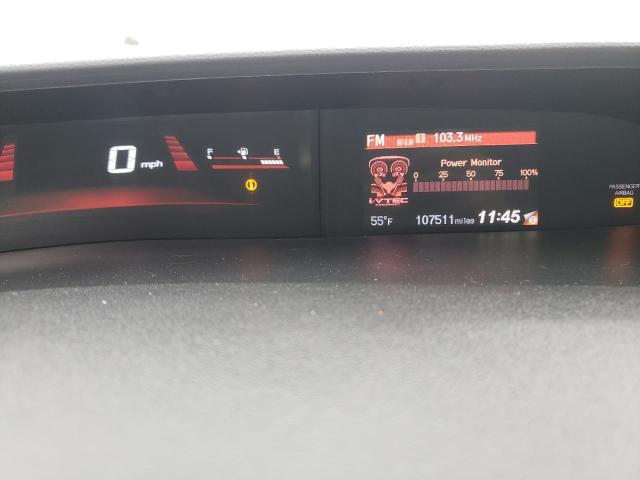 FM 1 103.3 MHz
0 mph
F E
Power Monitor
0 25 50 75 100%
i-VTEC
55°F 107511 miles 11:45
PASSENGER
AIRBAG
OFF